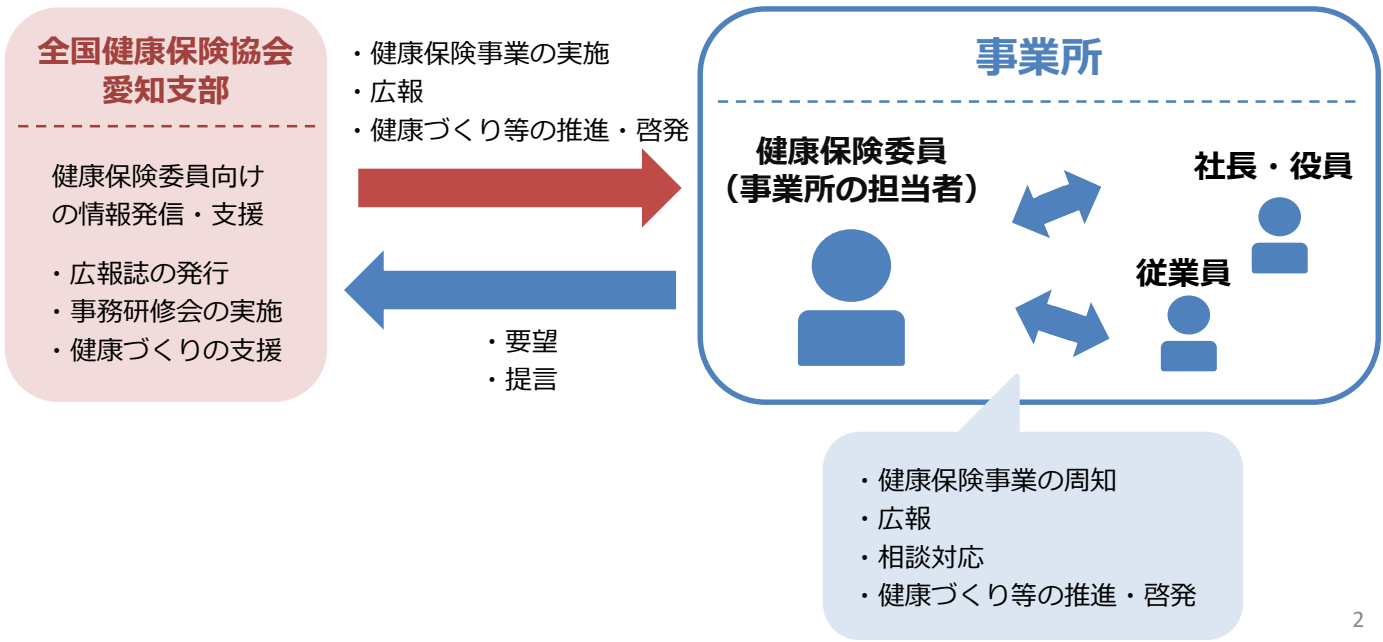 全国健康保険協会
愛知支部
健康保険委員向け
の情報発信・支援
・広報誌の発行
・事務研修会の実施
・健康づくりの支援
・健康保険事業の実施
・広報
・健康づくり等の推進・啓発
・要望
・提言
事業所
健康保険委員
（事業所の担当者）
社長・役員
従業員
・健康保険事業の周知
・広報
・相談対応
・健康づくり等の推進・啓発
2